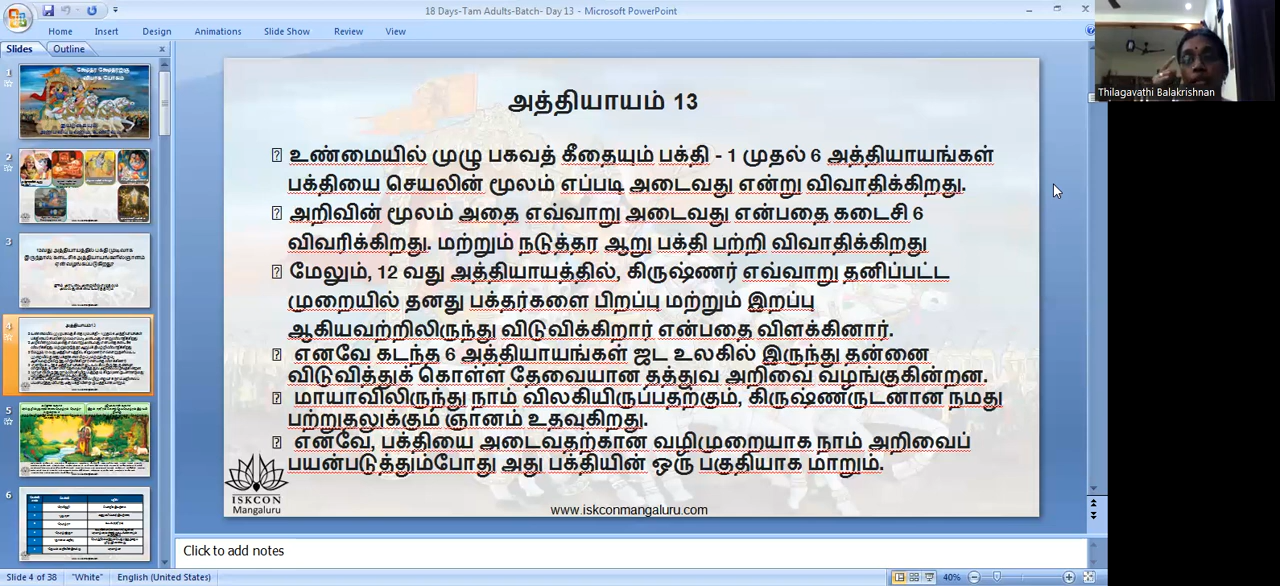 18 Days-Tam Adults-Batch- Day 13 - Microsoft PowerPoint
Home Insert Design Animations Slide Show Review View
Slides Outline
Thilagavathi Balakrishnan
1
2
3
4
5
6
அத்தியாயம் 13
உண்மையில் முழு பகவத் கீதையும் பக்தி - 1 முதல் 6 அத்தியாயங்கள்
பக்தியை செயலின் மூலம் எப்படி அடைவது என்று விவாதிக்கிறது.
அறிவின் மூலம் அதை எவ்வாறு அடைவது என்பதை கடைசி 6
விவரிக்கிறது. மற்றும் நடுத்தர ஆறு பக்தி பற்றி விவாதிக்கிறது
மேலும், 12 வது அத்தியாயத்தில், கிருஷ்ணர் எவ்வாறு தனிப்பட்ட
முறையில் தனது பக்தர்களை பிறப்பு மற்றும் இறப்பு
ஆகியவற்றிலிருந்து விடுவிக்கிறார் என்பதை விளக்கினார்.
எனவே கடந்த 6 அத்தியாயங்கள் ஜட உலகில் இருந்து தன்னை
விடுவித்துக் கொள்ள தேவையான தத்துவ அறிவை வழங்குகின்றன.
மாயாவிலிருந்து நாம் விலகியிருப்பதற்கும், கிருஷ்ணருடனான நமது
பற்றுதலுக்கும் ஞானம் உதவுகிறது.
எனவே, பக்தியை அடைவதற்கான வழிமுறையாக நாம் அறிவைப்
பயன்படுத்தும்போது அது பக்தியின் ஒரு பகுதியாக மாறும்.
ISKCON
Mangaluru
www.iskconmangaluru.com
Click to add notes
Slide 4 of 38 "White" English (United States) 40%